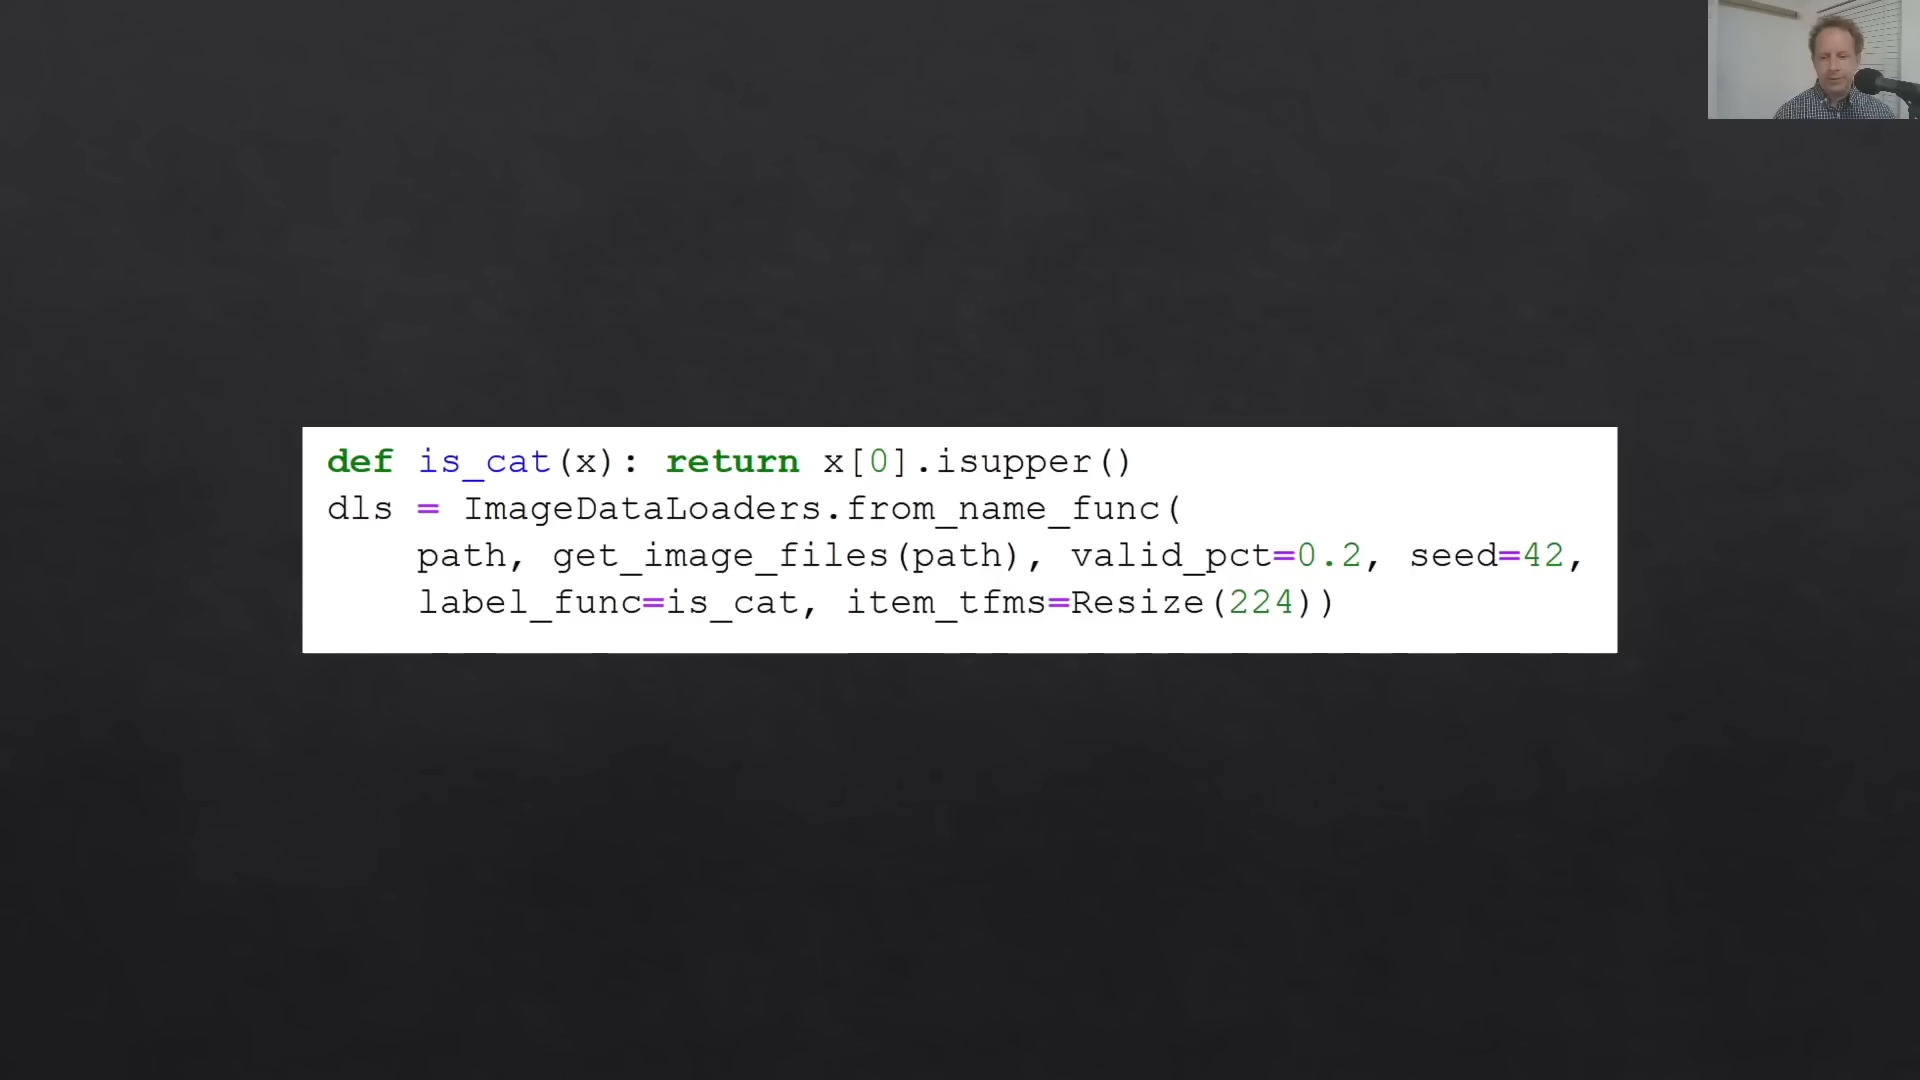 def is_cat(x): return x[0].isupper()
dls = ImageDataLoaders.from_name_func(
    path, get_image_files(path), valid_pct=0.2, seed=42,
    label_func=is_cat, item_tfms=Resize(224))